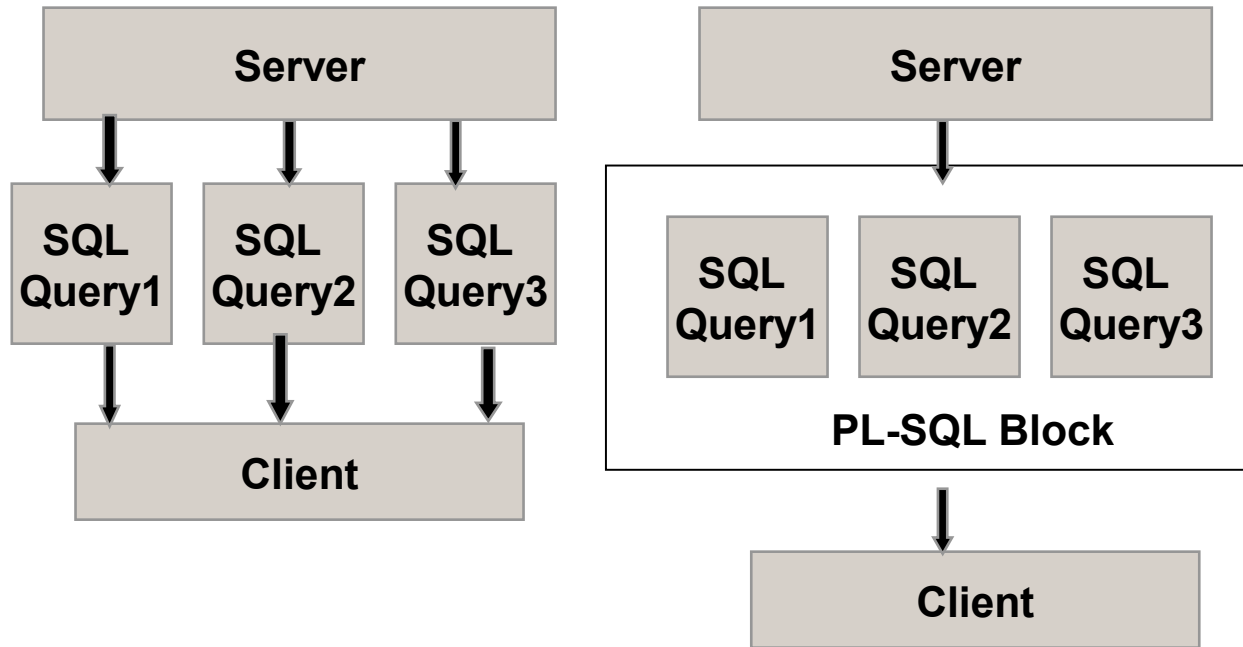 Server
SQL
Query1
SQL
Query2
SQL
Query3
Client
Server
SQL
Query1
SQL
Query2
SQL
Query3
PL-SQL Block
Client